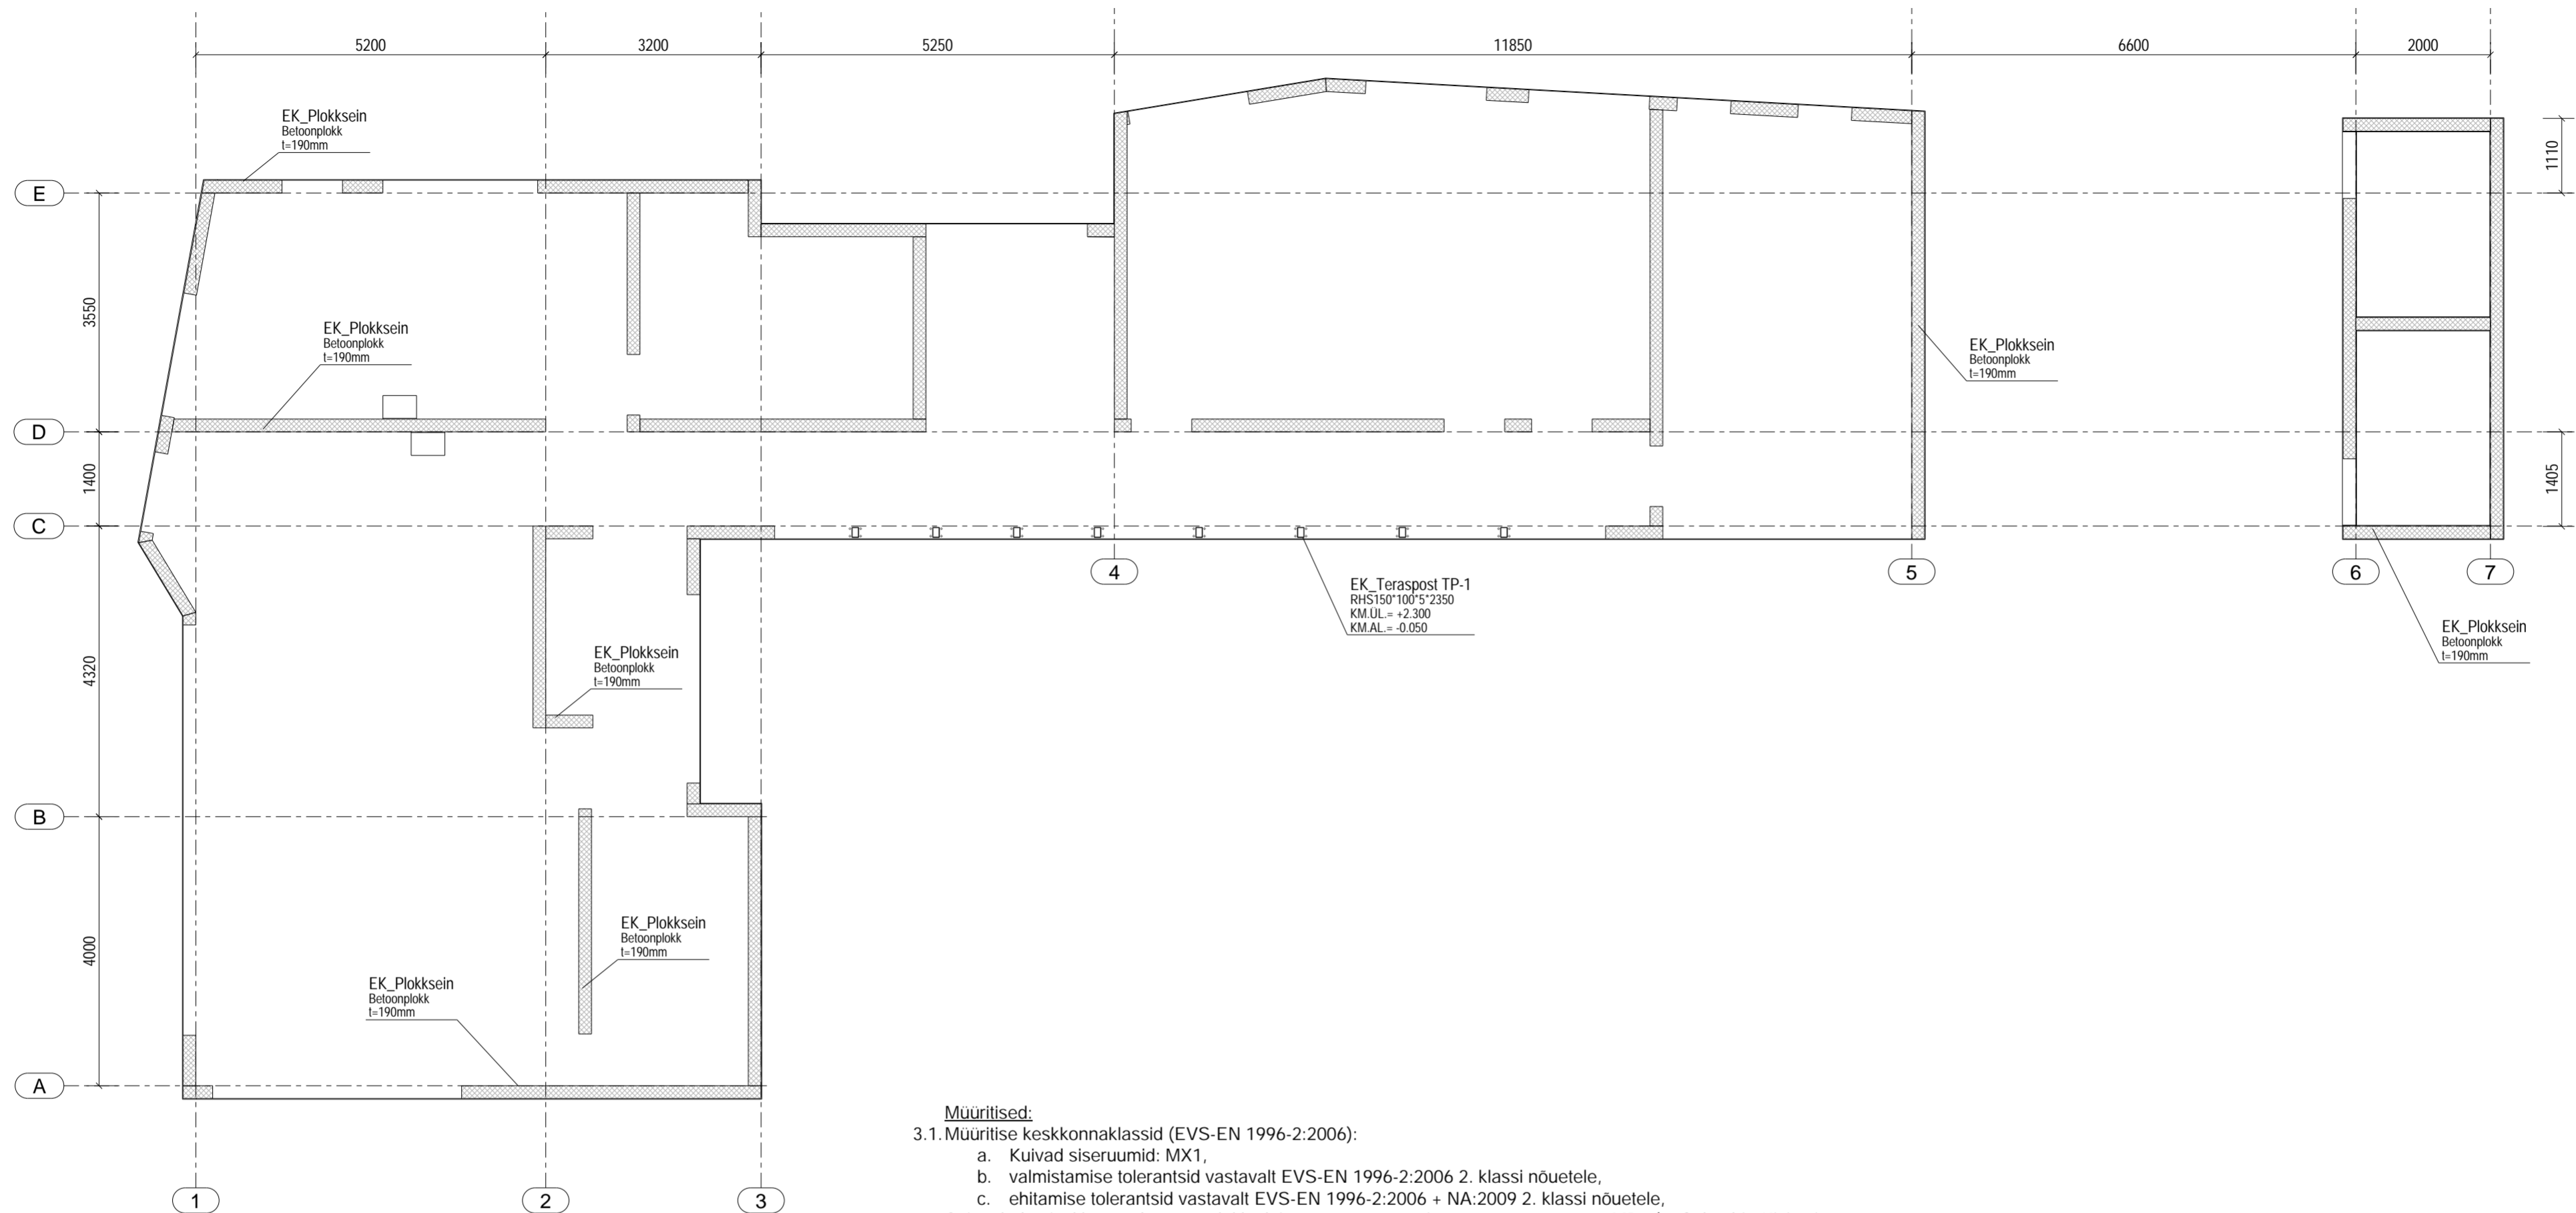 5200
3200
5250
11850
6600
2000
EK_Plokksein
Betoonplokk
t=190mm
1110
E
3550
EK_Plokksein
Betoonplokk
t=190mm
EK_Plokksein
Betoonplokk
t=190mm
D
1400
1405
C
4
5
6
7
EK_Teraspost TP-1
RHS150*100*5*2350
KM.ÜL.= +2.300
KM.AL.= -0.050
EK_Plokksein
Betoonplokk
t=190mm
4320
EK_Plokksein
Betoonplokk
t=190mm
B
4000
EK_Plokksein
Betoonplokk
t=190mm
EK_Plokksein
Betoonplokk
t=190mm
A
Müüritised:
3.1. Müüritise keskkonnaklassid (EVS-EN 1996-2:2006):
a. Kuivad siseruumid: MX1,
b. valmistamise tolerantsid vastavalt EVS-EN 1996-2:2006 2. klassi nõuetele,
c. ehitamise tolerantsid vastavalt EVS-EN 1996-2:2006 + NA:2009 2. klassi nõuetele,
1
2
3